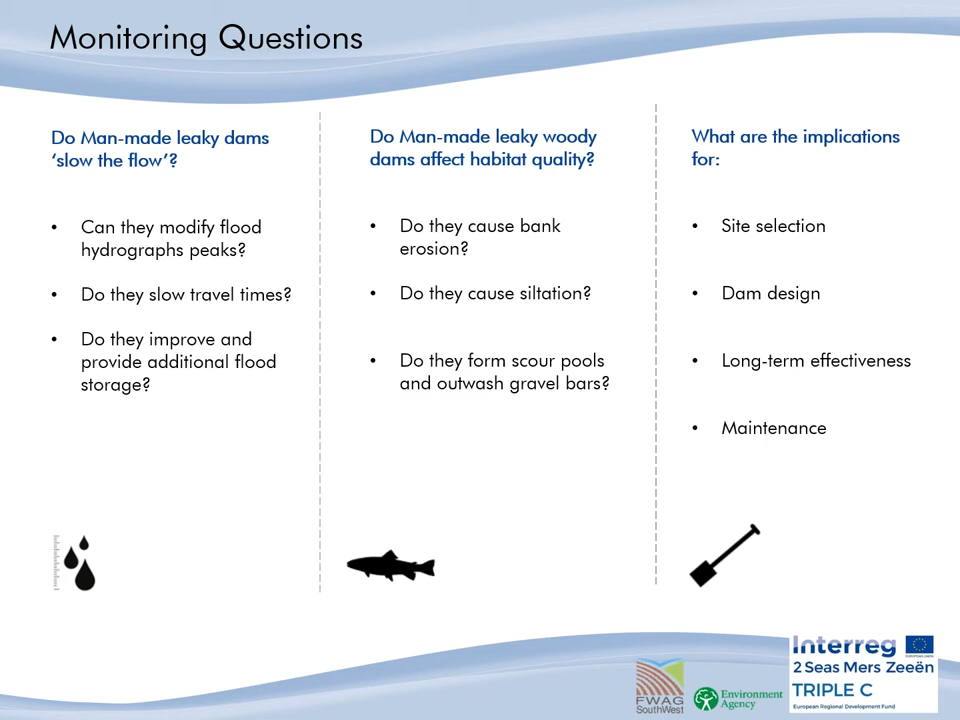 Monitoring Questions
Do Man-made leaky dams
‘slow the flow’?
• Can they modify flood
hydrographs peaks?
• Do they slow travel times?
• Do they improve and
provide additional flood
storage?
Do Man-made leaky woody
dams affect habitat quality?
• Do they cause bank
erosion?
• Do they cause siltation?
• Do they form scour pools
and outwash gravel bars?
What are the implications
for:
• Site selection
• Dam design
• Long-term effectiveness
• Maintenance
FWAG
SouthWest
Environment
Agency
Interreg
EUROPEAN UNION
2 Seas Mers Zeeën
TRIPLE C
European Regional Development Fund